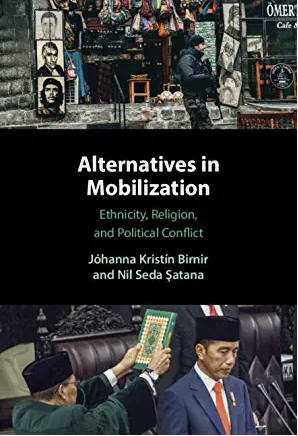 ÖMER'
Cafe &
Alternatives in
Mobilization
Ethnicity, Religion,
and Political Conflict
Jóhanna Kristín Birnir
and Nil Seda Şatana